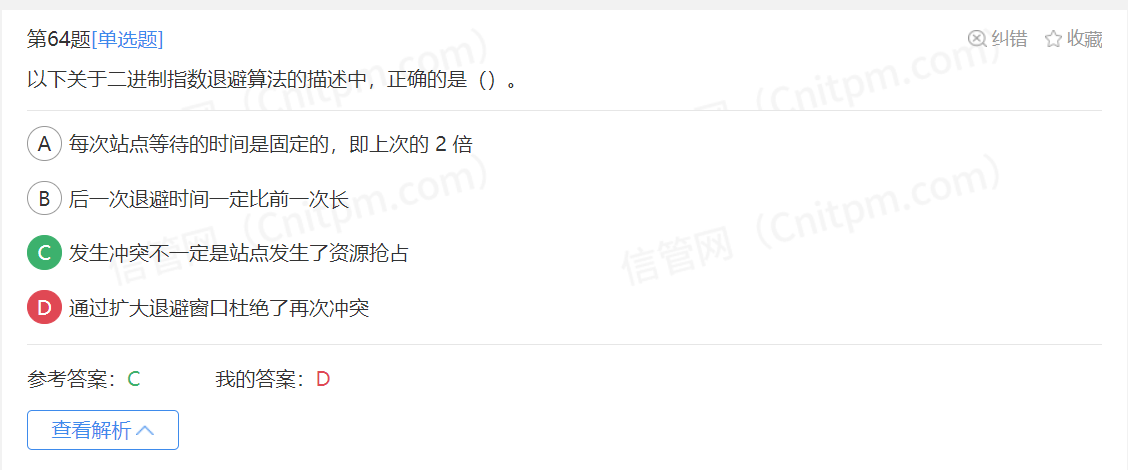 第64题[单选题] 纠错 收藏
以下关于二进制指数退避算法的描述中，正确的是（）。
A 每次站点等待的时间是固定的，即上次的 2 倍
B 后一次退避时间一定比前一次长
C 发生冲突不一定是站点发生了资源抢占
D 通过扩大退避窗口杜绝了再次冲突
参考答案：C 我的答案：D
查看解析
信管网（Cnitpm.com）
信管网（Cnitpm.com）
信管网（Cnitpm.com）
信管网（Cnitpm.com）